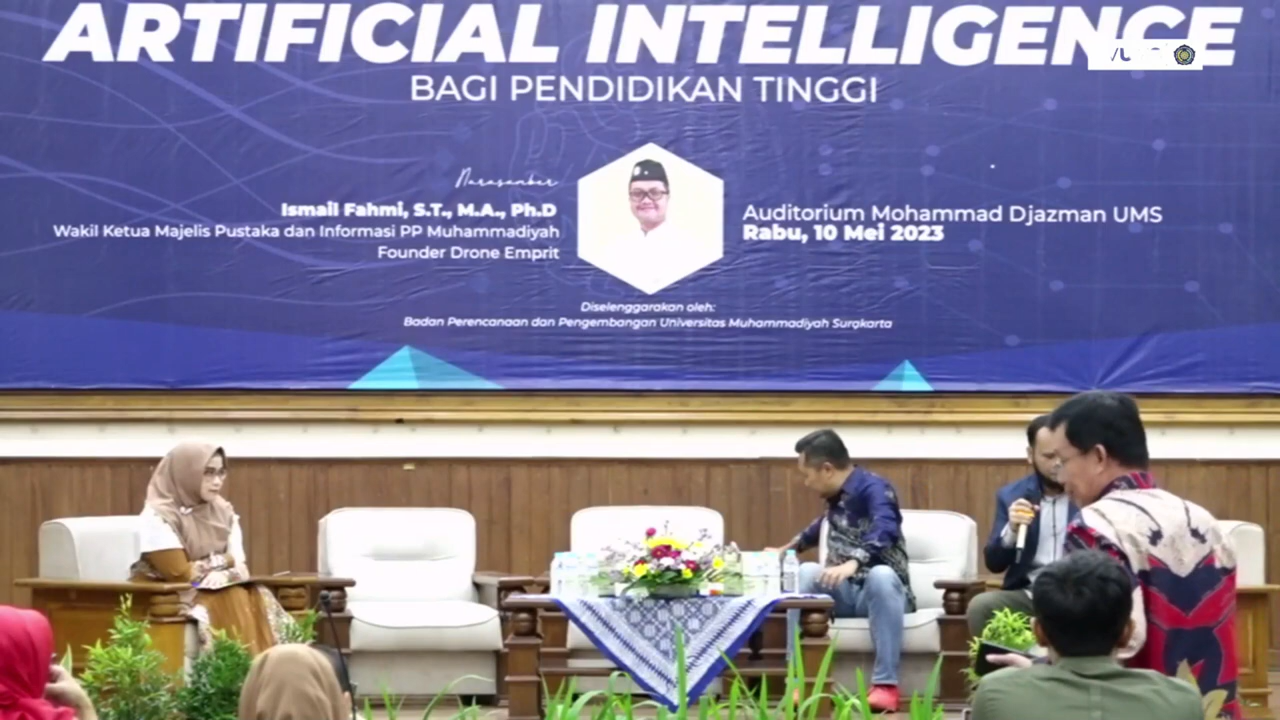 ARTIFICIAL INTELLIGENCE
BAGI PENDIDIKAN TINGGI
Narasumber
Ismail Fahmi, S.T., M.A., Ph.D
Wakil Ketua Majelis Pustaka dan Informasi PP Muhammadiyah
Founder Drone Emprit
Auditorium Mohammad Djazman UMS
Rabu, 10 Mei 2023
Diselenggarakan oleh:
Badan Perencanaan dan Pengembangan Universitas Muhammadiyah Surakarta